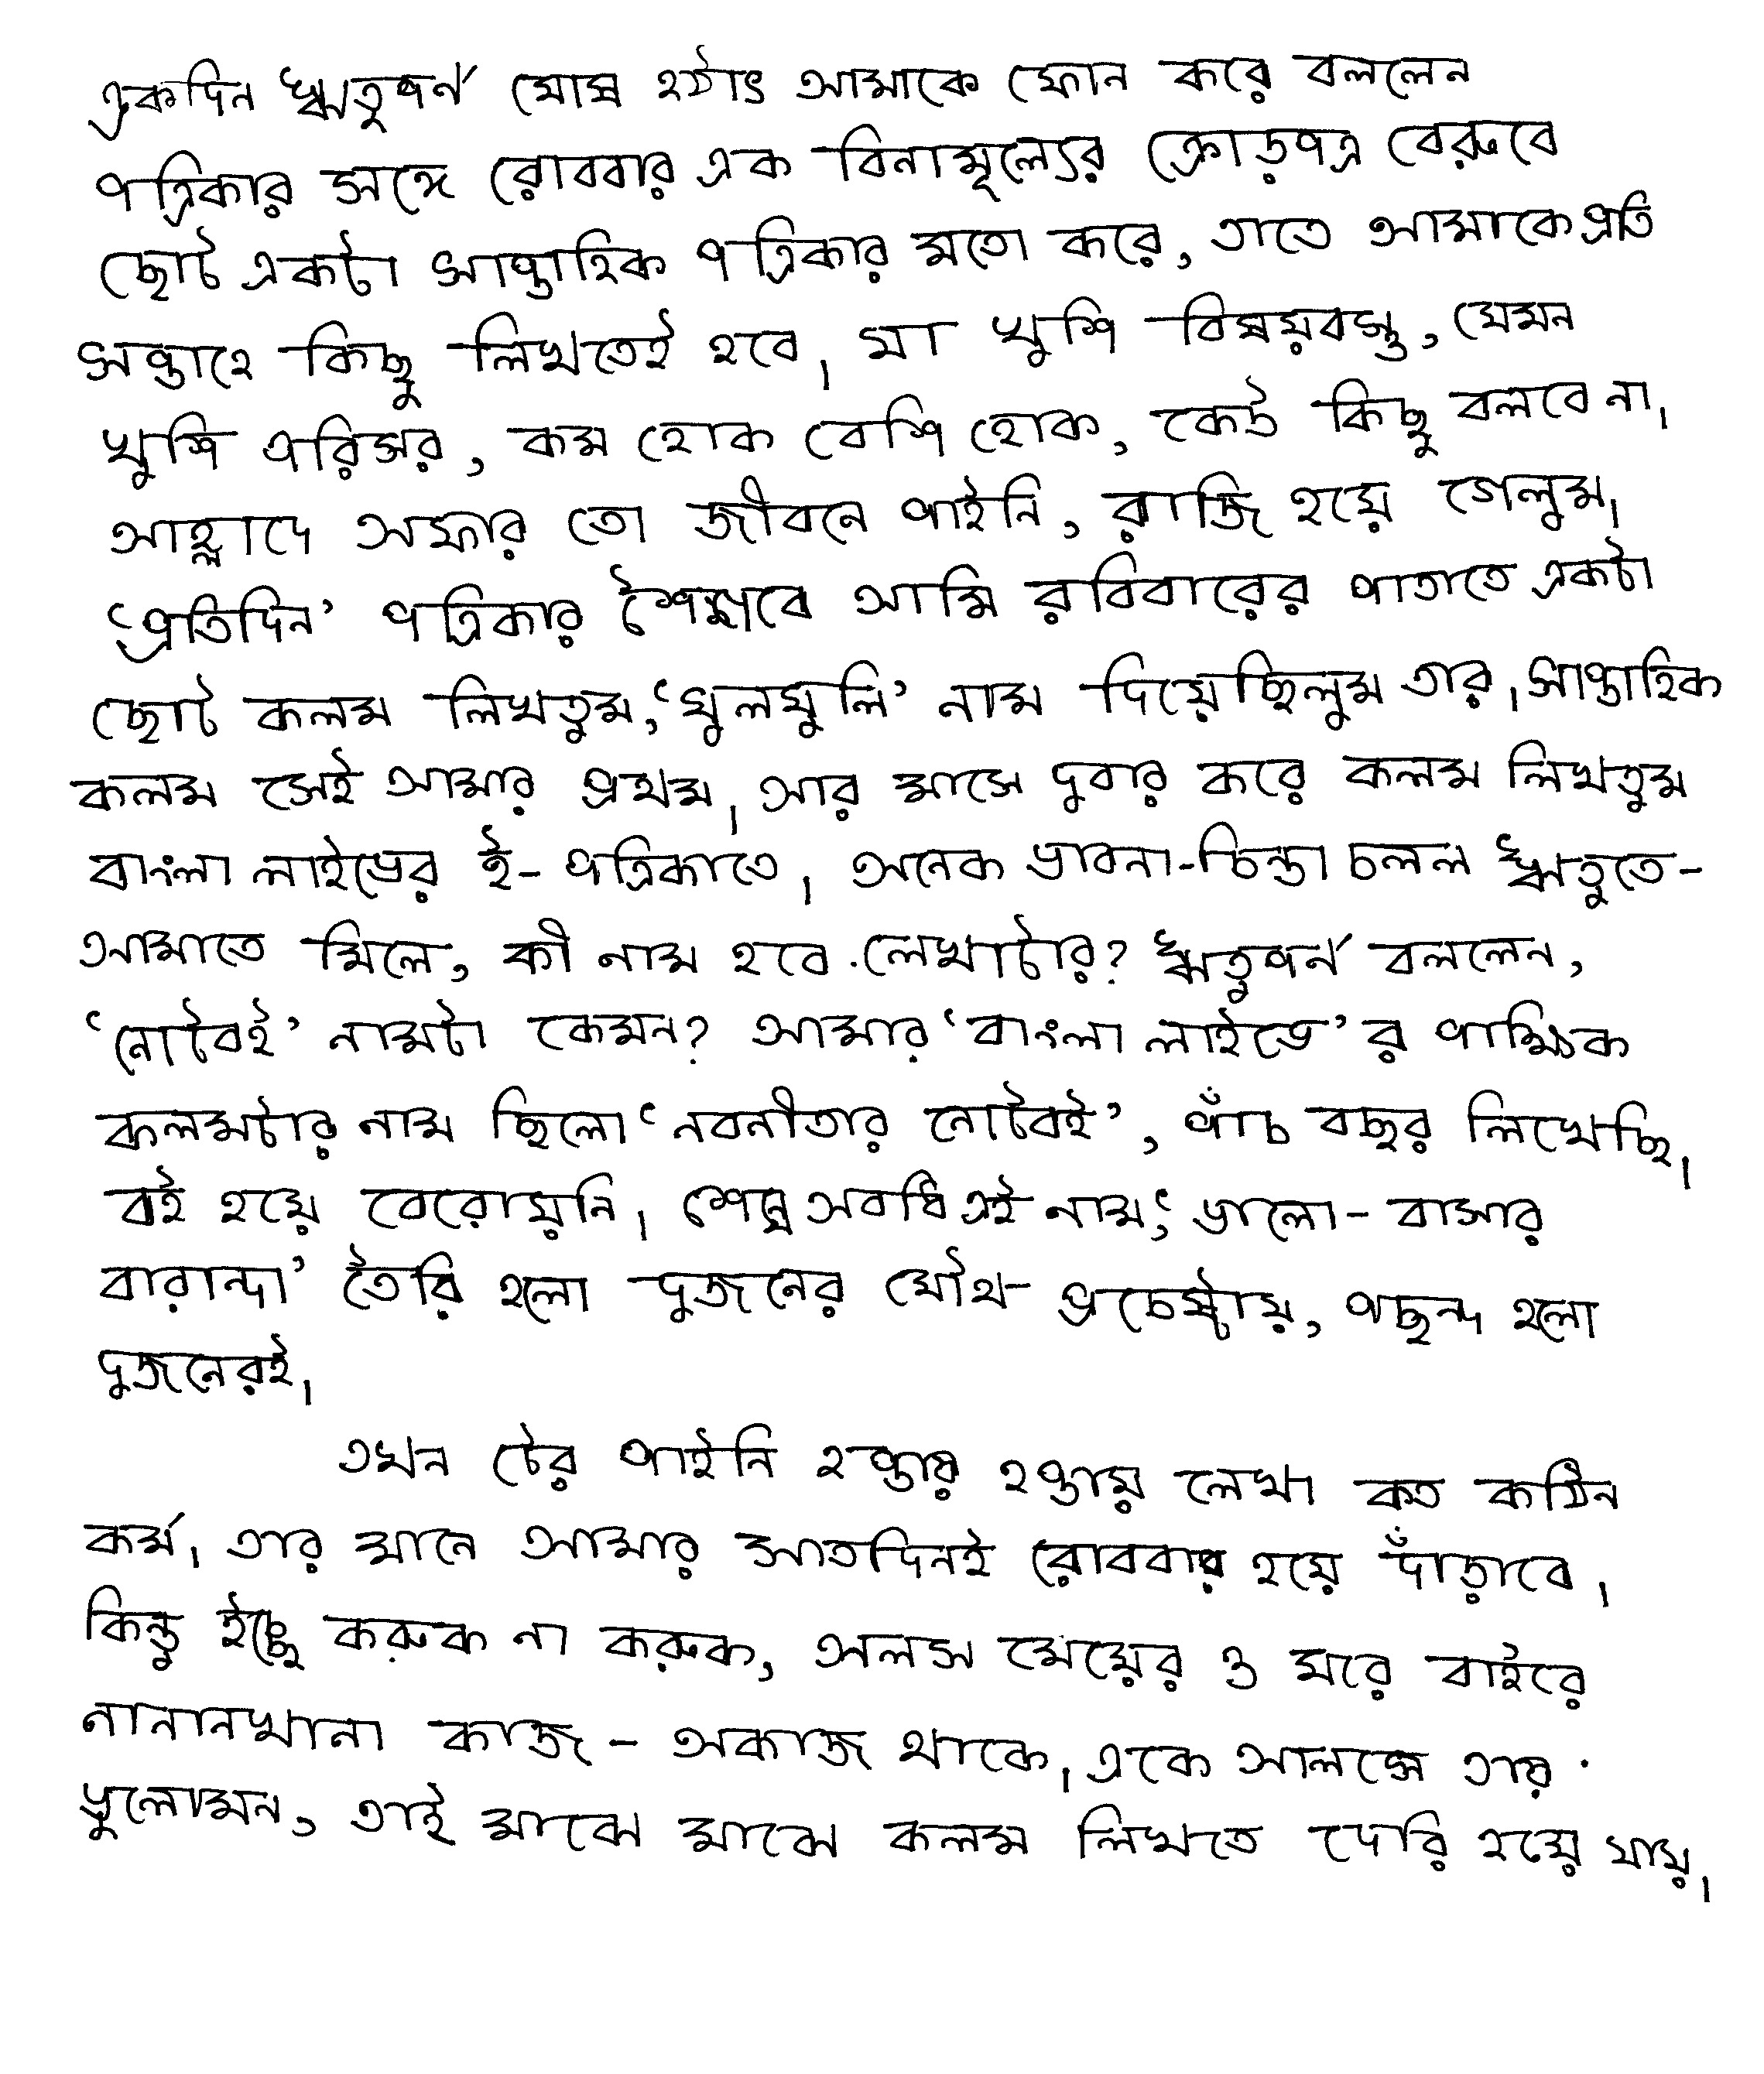 একদিন ঋতুপর্ণ ঘোষ হঠাৎ আমাকে ফোন করে বললেন
পত্রিকার সঙ্গে রোববার এক বিনামূল্যের ক্রোড়পত্র বেরুবে
ছোট একটা সাপ্তাহিক পত্রিকার মতো করে, তাতে আমাকে প্রতি
সপ্তাহে কিছু লিখতেই হবে। যা খুশি বিষয়বস্তু, যেমন
খুশি পরিসর, কম হোক বেশি হোক, কেউ কিছু বলবে না।
আহ্লাদে অফার তো জীবনে পাইনি, রাজি হয়ে গেলুম।
'প্রতিদিন' পত্রিকার শৈশবে আমি রবিবারের পাতাতে একটা
ছোট কলম লিখতুম, 'ঘুলঘুলি' নাম দিয়েছিলুম তার। সাপ্তাহিক
কলম সেই আমার প্রথম। আর মাসে দুবার করে কলম লিখতুম
বাংলা লাইভের ই- পত্রিকাতে। অনেক ভাবনা-চিন্তা চলল ঋতুতে-
আমাতে মিলে, কী নাম হবে লেখাটার? ঋতুপর্ণ বললেন,
'নোটবই' নামটা কেমন? আমার 'বাংলা লাইভে'র পাক্ষিক
কলমটার নাম ছিলো 'নবনীতার নোটবই', পাঁচ বছর লিখেছি।
বই হয়ে বেরোয়নি। শেষ অবধি এই নাম, 'ভালো-বাসার
বারান্দা' তৈরি হলো দুজনের যৌথ- প্রচেষ্টায়, পছন্দ হলো
দুজনেরই।
তখন টের পাইনি হপ্তায় হপ্তায় লেখা কত কঠিন
কর্ম। তার মানে আমার সাতদিনই রোববার হয়ে দাঁড়াবে।
কিন্তু ইচ্ছে করুক না করুক, অলস মেয়ের ও ঘরে বাইরে
নানানখানা কাজ-অকাজ থাকে। একে আলসে তায়
ধুলোমন, তাই মাঝে মাঝে কলম লিখতে দেরি হয়ে যায়।